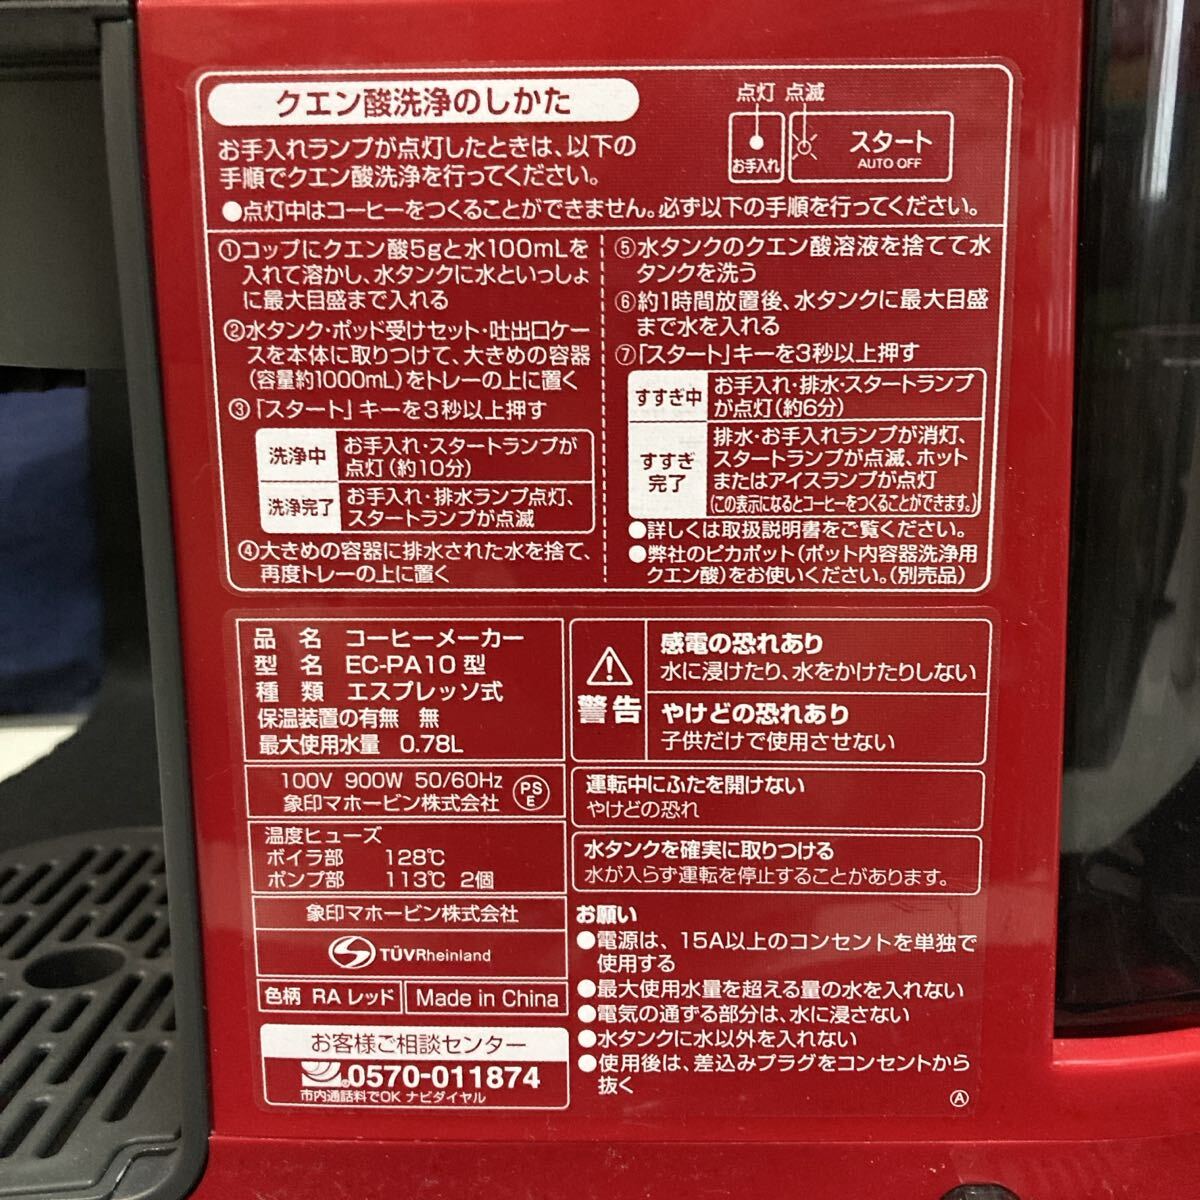 クエン酸洗浄のしかた
点灯 点滅
お手入れ
スタート
AUTO OFF
お手入れランプが点灯したときは、以下の
手順でクエン酸洗浄を行ってください。
●点灯中はコーヒーをつくることができません。必ず以下の手順を行ってください。
①コップにクエン酸5gと水100mLを
入れて溶かし、水タンクに水といっしょ
に最大目盛まで入れる
②水タンク・ポッド受けセット・吐出口ケー
スを本体に取りつけて、大きめの容器
(容量約1000mL)をトレーの上に置く
③「スタート」キーを3秒以上押す
洗浄中
お手入れ・スタートランプが
点灯(約10分)
洗浄完了
お手入れ・排水ランプ点灯、
スタートランプが点滅
④大きめの容器に排水された水を捨て、
再度トレーの上に置く
⑤水タンクのクエン酸溶液を捨てて水
タンクを洗う
⑥約1時間放置後、水タンクに最大目盛
まで水を入れる
⑦「スタート」キーを3秒以上押す
すすぎ中
お手入れ・排水・スタートランプ
が点灯(約6分)
すすぎ
完了
排水・お手入れランプが消灯、
スタートランプが点滅、ホット
またはアイスランプが点灯
(この表示になるとコーヒーをつくることができます。)
●詳しくは取扱説明書をご覧ください。
●弊社のピカポット(ポット内容器洗浄用
クエン酸)をお使いください。(別売品)
品 名 コーヒーメーカー
型 名 EC-PA10 型
種 類 エスプレッソ式
保温装置の有無 無
最大使用水量 0.78L
100V 900W 50/60Hz
象印マホービン株式会社
PS
E
温度ヒューズ
ボイラ部 128℃
ポンプ部 113℃ 2個
象印マホービン株式会社
TÜVRheinland
色柄 RA レッド
Made in China
お客様ご相談センター
0570-011874
市内通話料でOK ナビダイヤル
警告
感電の恐れあり
水に浸けたり、水をかけたりしない
やけどの恐れあり
子供だけで使用させない
運転中にふたを開けない
やけどの恐れ
水タンクを確実に取りつける
水が入らず運転を停止することがあります。
お願い
●電源は、15A以上のコンセントを単独で
使用する
●最大使用水量を超える量の水を入れない
●電気の通ずる部分は、水に浸さない
●水タンクに水以外を入れない
●使用後は、差込みプラグをコンセントから
抜く
Ⓐ